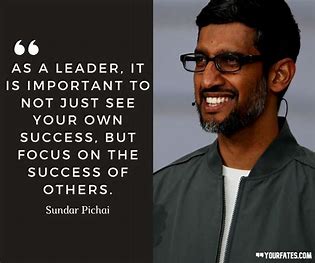 ❝
AS A LEADER, IT
IS IMPORTANT TO
NOT JUST SEE
YOUR OWN
SUCCESS, BUT
FOCUS ON THE
SUCCESS OF
OTHERS.
Sundar Pichai
❝YOURFATES.COM